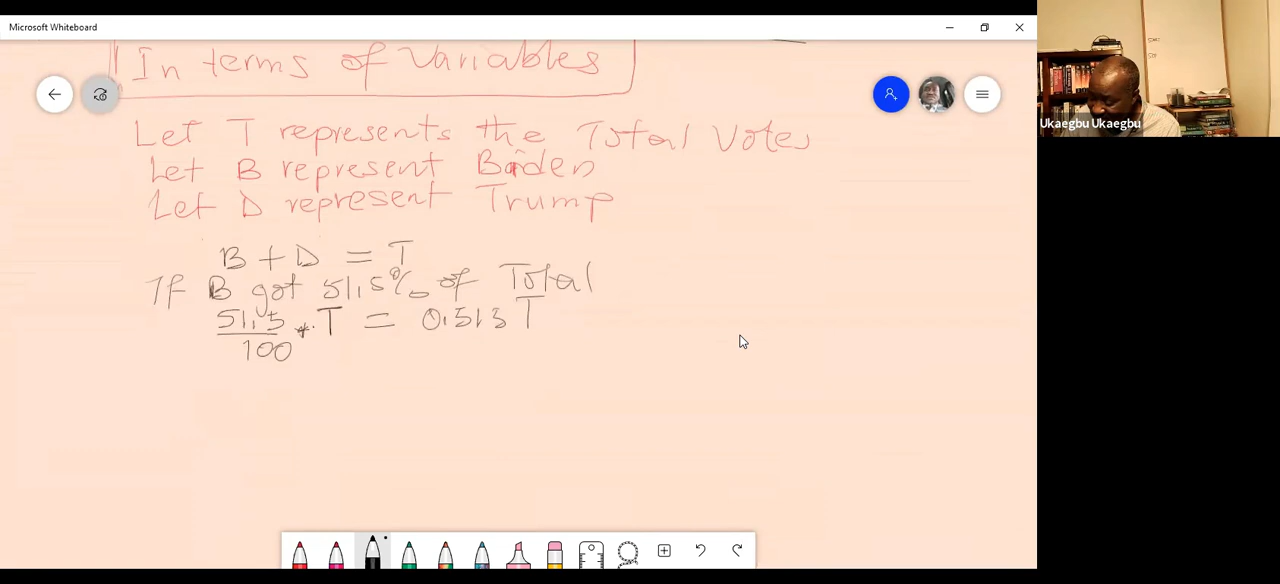 Microsoft Whiteboard
In terms of Variables
Let T represents the Total Votes
Let B represent Baiden
Let D represent Trump
B + D = T
If B got 51.5% of Total
51.5 * T = 0.515 T
100
Ukaegbu Ukaegbu